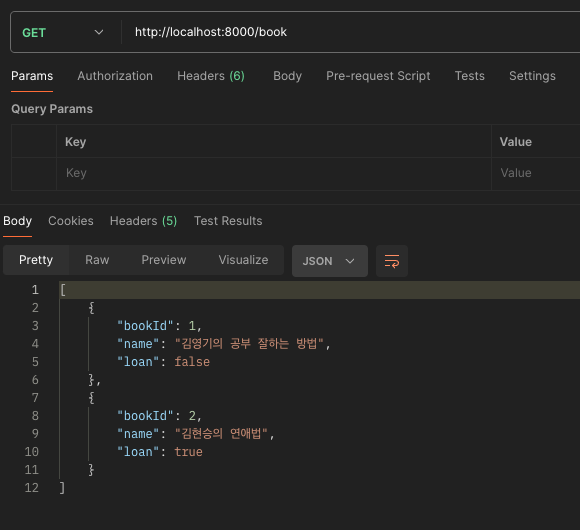 GET http://localhost:8000/book
Params Authorization Headers (6) Body Pre-request Script Tests Settings
Query Params
Key Value
Key Value
Body Cookies Headers (5) Test Results
Pretty Raw Preview Visualize JSON
1 [
2 {
3 "bookId": 1,
4 "name": "김영기의 공부 잘하는 방법",
5 "loan": false
6 },
7 {
8 "bookId": 2,
9 "name": "김현승의 연애법",
10 "loan": true
11 }
12 ]